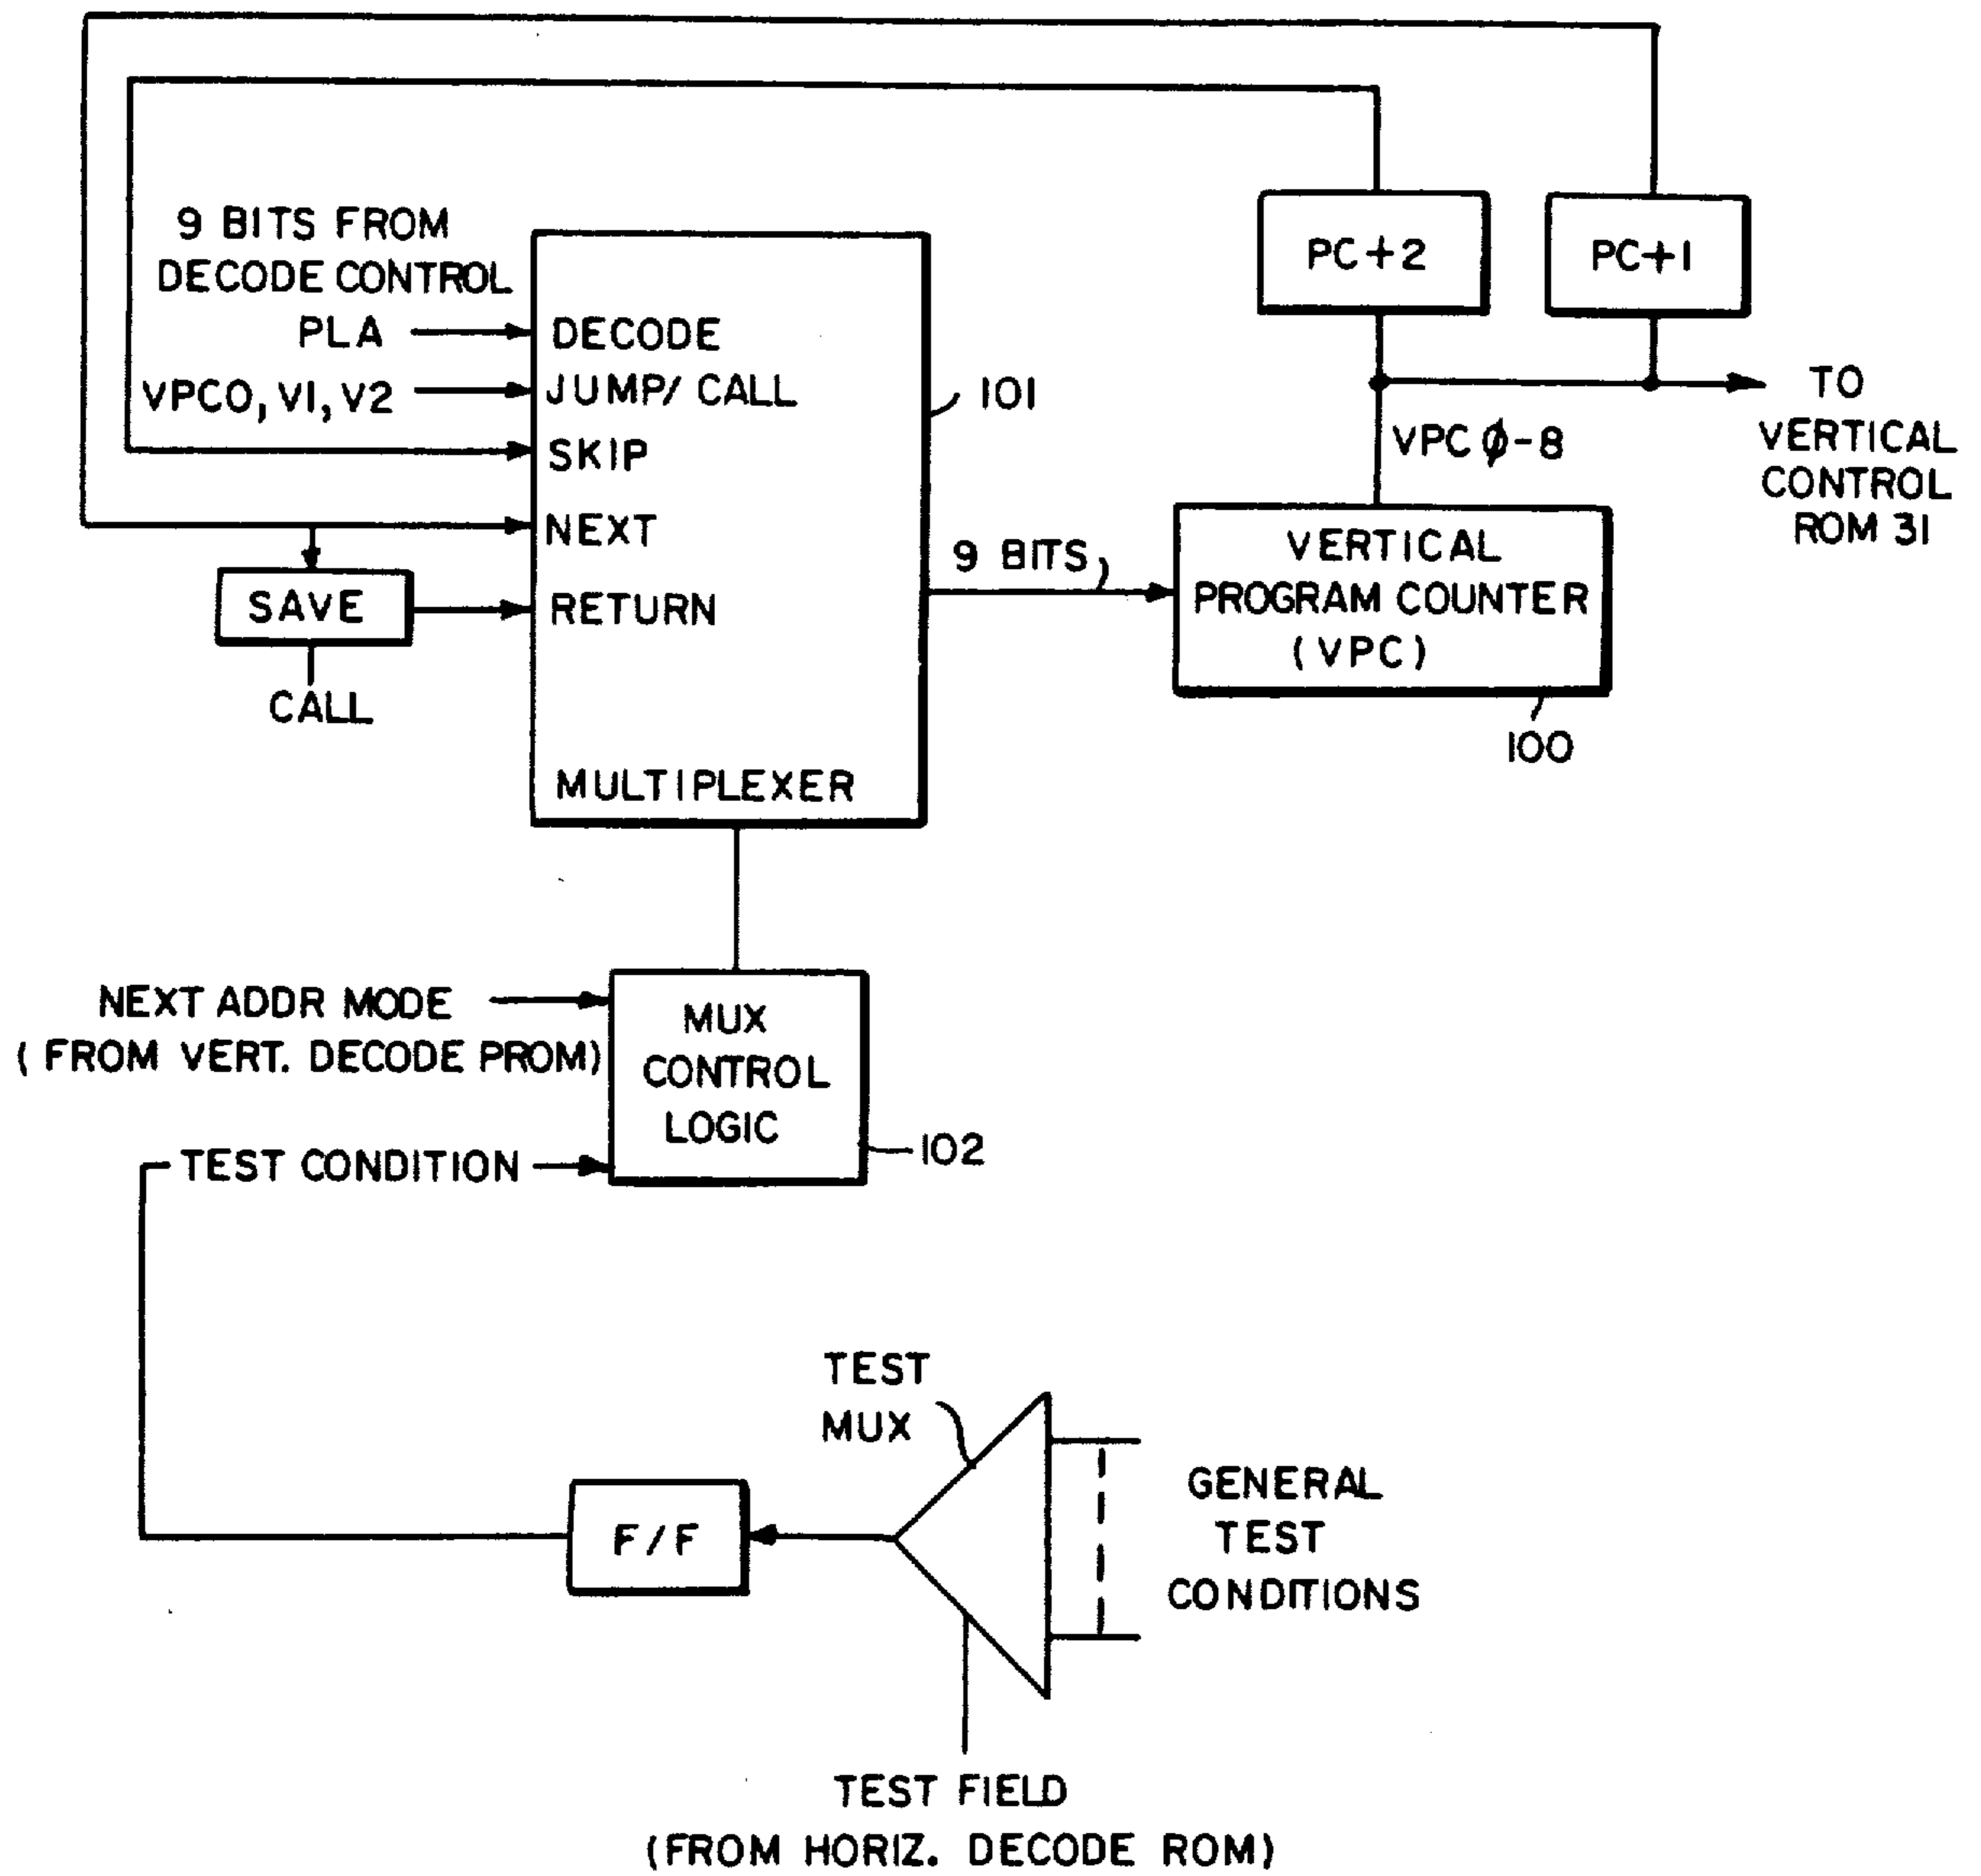 9 BITS FROM
DECODE CONTROL
PLA
VPC0, V1, V2
DECODE
JUMP/ CALL
SKIP
NEXT
RETURN
MULTIPLEXER
101
SAVE
CALL
PC+2
PC+1
TO
VERTICAL
CONTROL
ROM 31
VPC ϕ-8
9 BITS
VERTICAL
PROGRAM COUNTER
(VPC)
100
NEXT ADDR MODE
(FROM VERT. DECODE PROM)
TEST CONDITION
MUX
CONTROL
LOGIC
102
TEST
MUX
F/F
GENERAL
TEST
CONDITIONS
TEST FIELD
(FROM HORIZ. DECODE ROM)